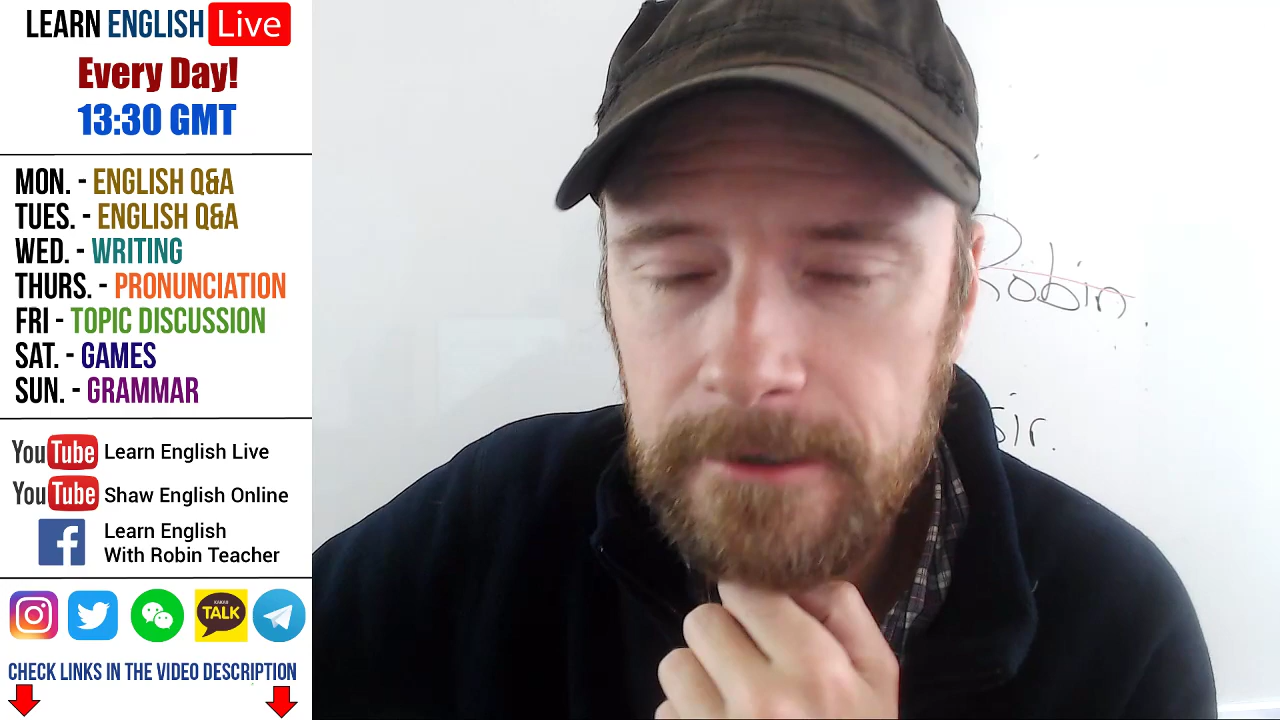 LEARN ENGLISH Live
Every Day!
13:30 GMT
MON. - ENGLISH Q&A
TUES. - ENGLISH Q&A
WED. - WRITING
THURS. - PRONUNCIATION
FRI - TOPIC DISCUSSION
SAT. - GAMES
SUN. - GRAMMAR
YouTube Learn English Live
YouTube Shaw English Online
f Learn English
With Robin Teacher
KAKAO
TALK
CHECK LINKS IN THE VIDEO DESCRIPTION
Robin.
Sir.